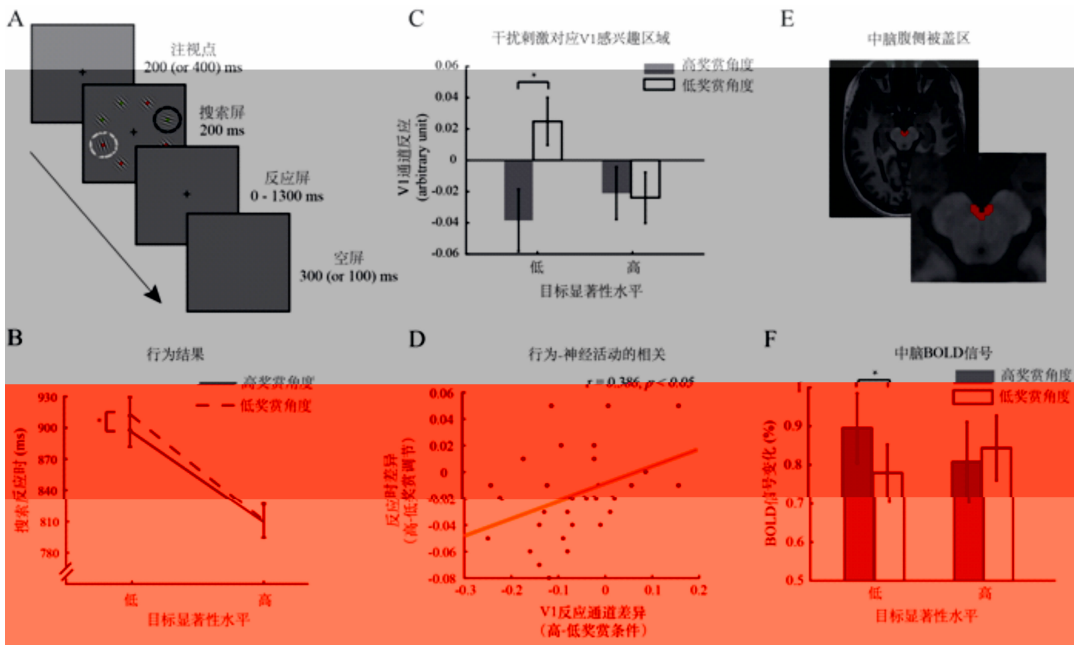 A
注视点
200 (or 400) ms
搜索屏
200 ms
反应屏
0 - 1300 ms
空屏
300 (or 100) ms
B
行为结果
高奖赏角度
低奖赏角度
930
900
870
840
810
780
搜索反应时 (ms)
*
低
高
目标显著性水平
C
干扰刺激对应V1感兴趣区域
高奖赏角度
低奖赏角度
*
0.06
0.04
0.02
0
-0.02
-0.04
-0.06
V1通道反应
(arbitrary unit)
低
高
目标显著性水平
D
行为-神经活动的相关
r = 0.386, p < 0.05
0.06
0.04
0.02
0
-0.02
-0.04
-0.06
-0.08
反应时差异
(高-低奖赏调节)
-0.3
-0.2
-0.1
0
0.1
0.2
V1反应通道差异
(高-低奖赏条件)
E
中脑腹侧被盖区
F
中脑BOLD信号
高奖赏角度
低奖赏角度
*
1
0.9
0.8
0.7
0.6
0.5
BOLD信号变化 (%)
低
高
目标显著性水平